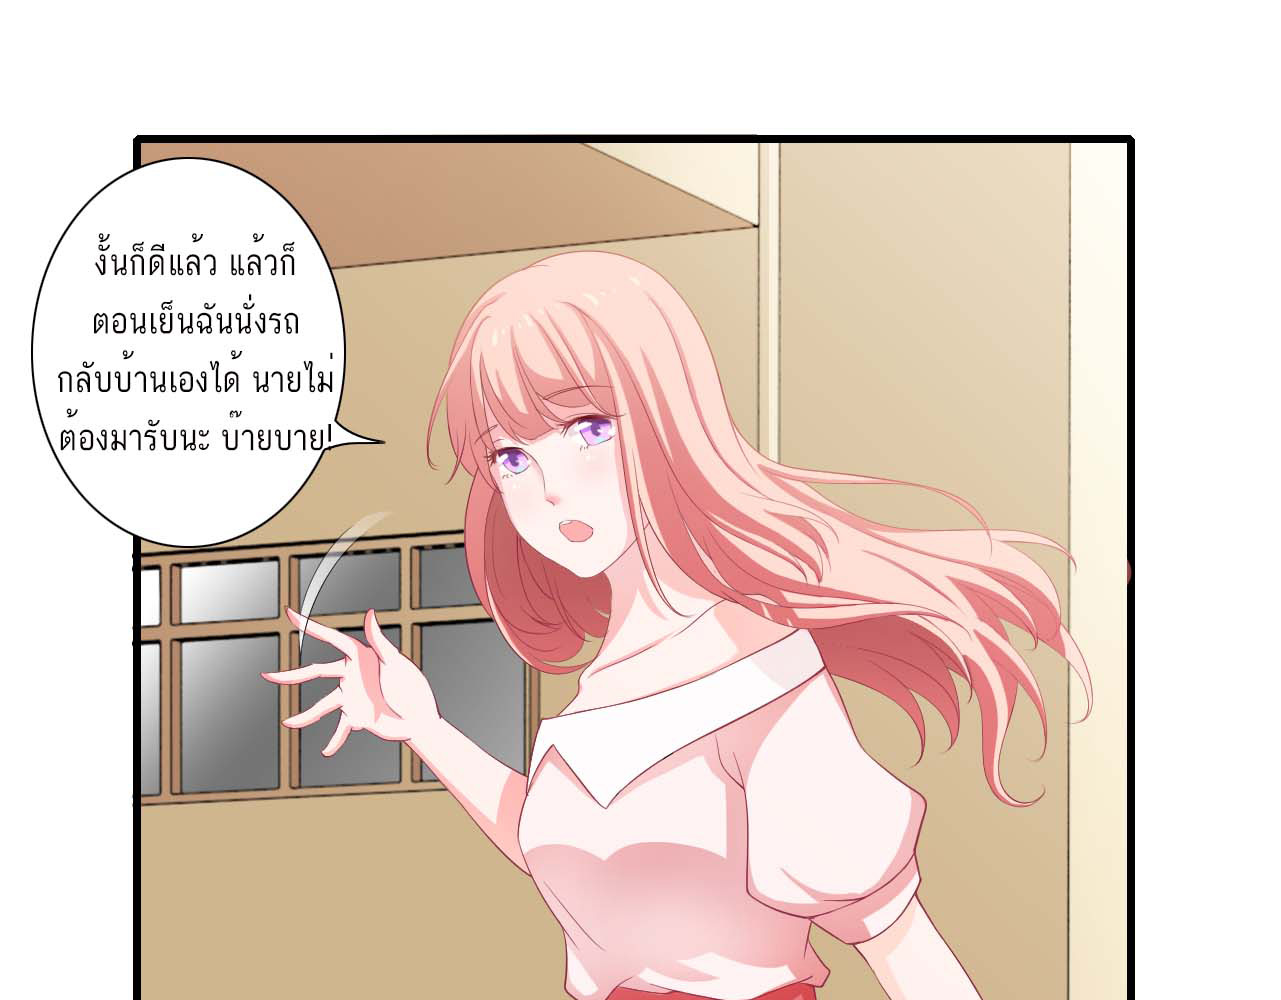 งั้นก็ดีแล้ว แล้วก็
ตอนเย็นฉันนั่งรถ
กลับบ้านเองได้ นายไม่
ต้องมารับนะ บ๊ายบาย!